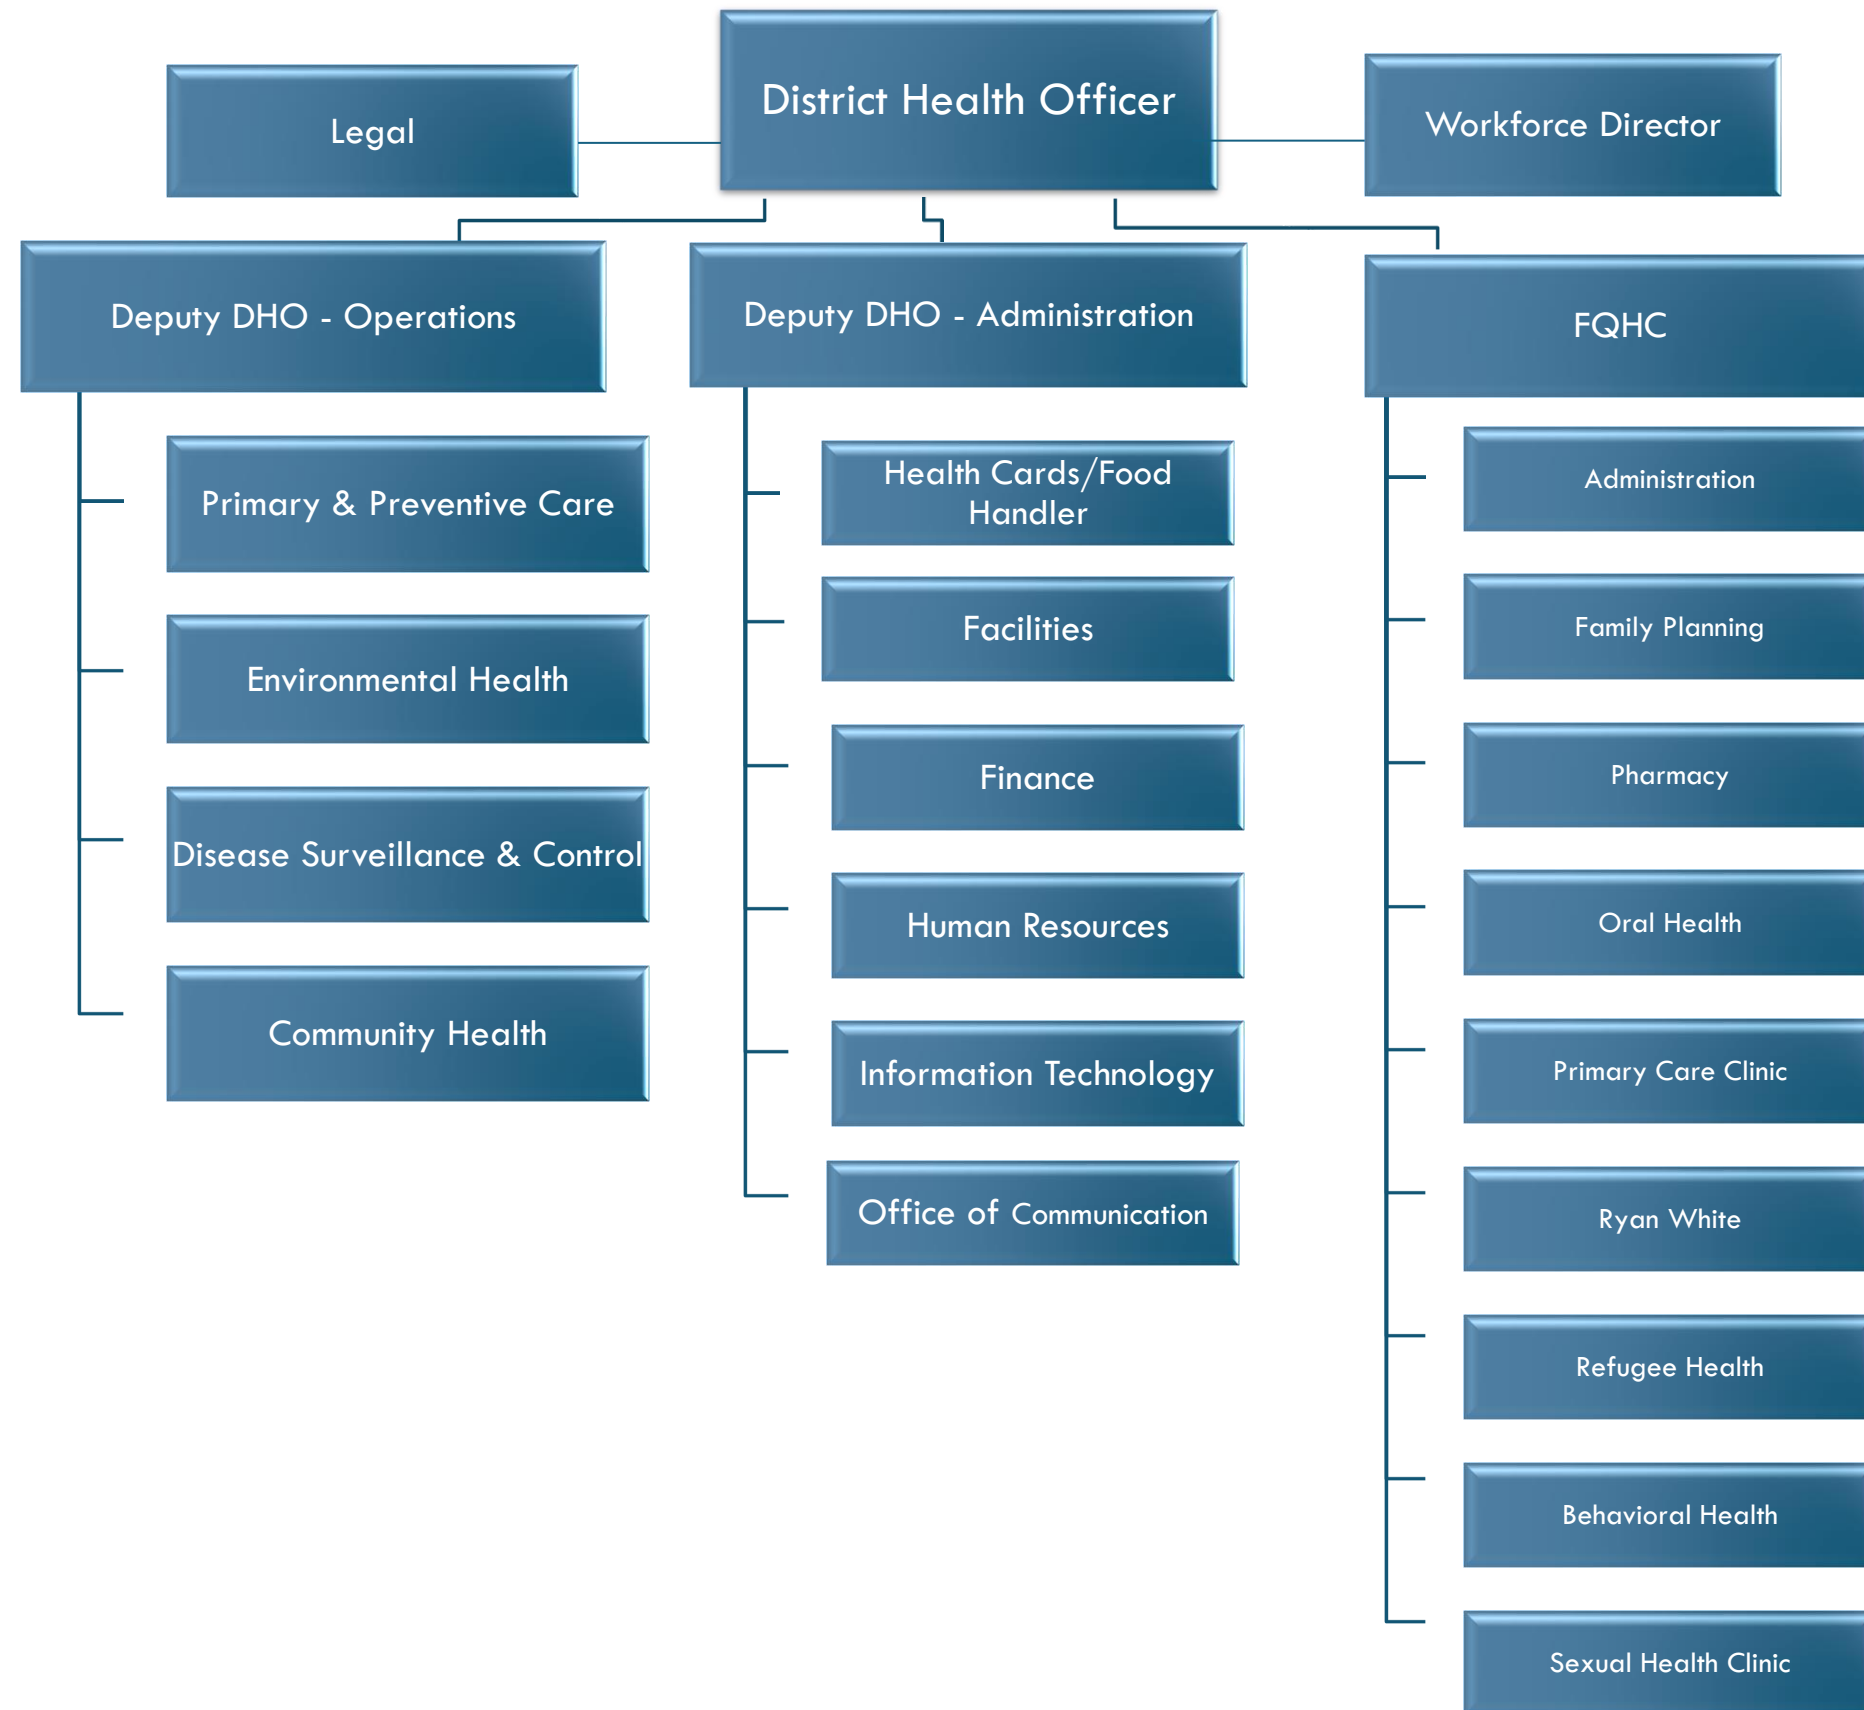 District Health Officer
Legal
Workforce Director
Deputy DHO - Operations
Primary & Preventive Care
Environmental Health
Disease Surveillance & Control
Community Health
Deputy DHO - Administration
Health Cards/Food
Handler
Facilities
Finance
Human Resources
Information Technology
Office of Communication
FQHC
Administration
Family Planning
Pharmacy
Oral Health
Primary Care Clinic
Ryan White
Refugee Health
Behavioral Health
Sexual Health Clinic